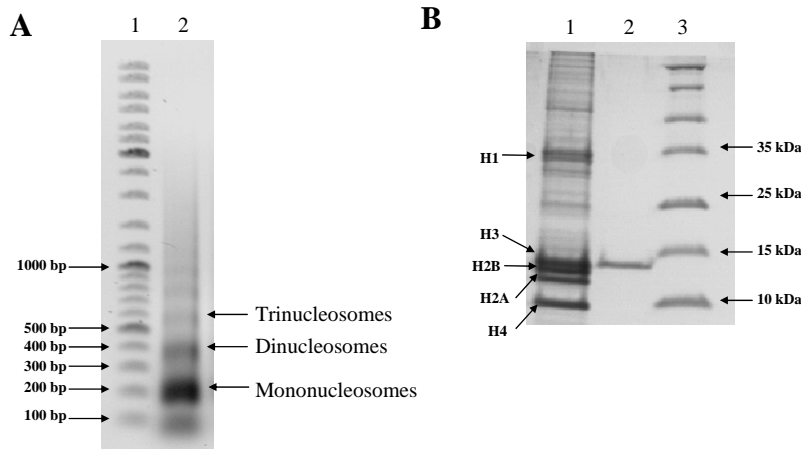 A
1 2
1000 bp
500 bp
400 bp
300 bp
200 bp
100 bp
Trinucleosomes
Dinucleosomes
Mononucleosomes
B
1 2 3
H1
H3
H2B
H2A
H4
35 kDa
25 kDa
15 kDa
10 kDa